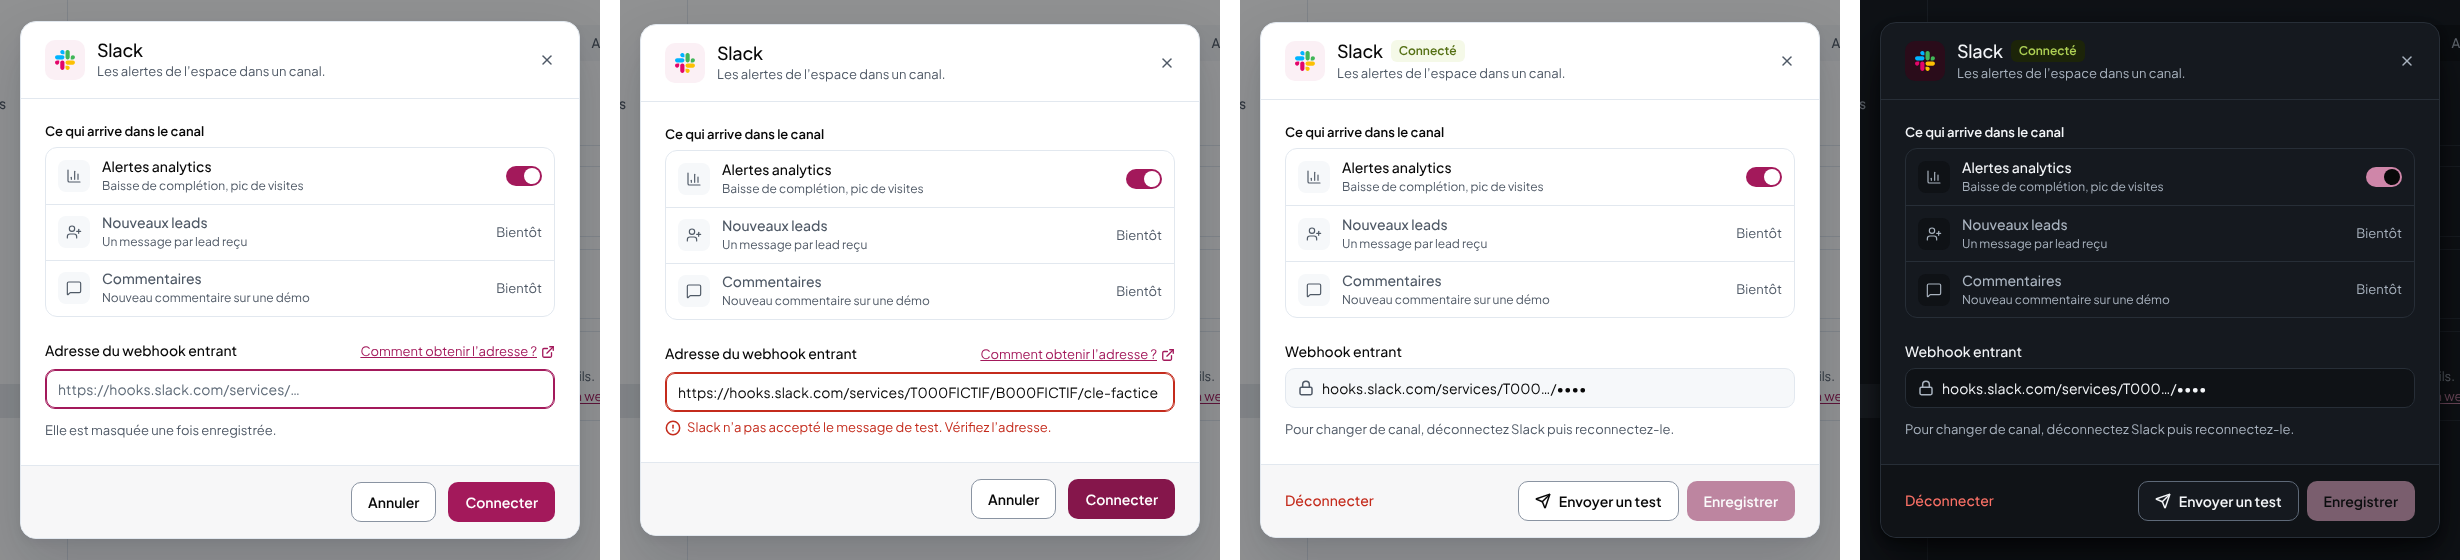 Slack
Les alertes de l'espace dans un canal.
Ce qui arrive dans le canal
Alertes analytics
Baisse de complétion, pic de visites
Nouveaux leads
Un message par lead reçu
Bientôt
Commentaires
Nouveau commentaire sur une démo
Bientôt
Adresse du webhook entrant
Comment obtenir l'adresse ?
https://hooks.slack.com/services/...
Elle est masquée une fois enregistrée.
Annuler
Connecter
Slack
Les alertes de l'espace dans un canal.
Ce qui arrive dans le canal
Alertes analytics
Baisse de complétion, pic de visites
Nouveaux leads
Un message par lead reçu
Bientôt
Commentaires
Nouveau commentaire sur une démo
Bientôt
Adresse du webhook entrant
Comment obtenir l'adresse ?
https://hooks.slack.com/services/T000FICTIF/B000FICTIF/cle-factice
Slack n'a pas accepté le message de test. Vérifiez l'adresse.
Annuler
Connecter
Slack
Connecté
Les alertes de l'espace dans un canal.
Ce qui arrive dans le canal
Alertes analytics
Baisse de complétion, pic de visites
Nouveaux leads
Un message par lead reçu
Bientôt
Commentaires
Nouveau commentaire sur une démo
Bientôt
Webhook entrant
hooks.slack.com/services/T000.../••••
Pour changer de canal, déconnectez Slack puis reconnectez-le.
Déconnecter
Envoyer un test
Enregistrer
Slack
Connecté
Les alertes de l'espace dans un canal.
Ce qui arrive dans le canal
Alertes analytics
Baisse de complétion, pic de visites
Nouveaux leads
Un message par lead reçu
Bientôt
Commentaires
Nouveau commentaire sur une démo
Bientôt
Webhook entrant
hooks.slack.com/services/T000.../••••
Pour changer de canal, déconnectez Slack puis reconnectez-le.
Déconnecter
Envoyer un test
Enregistrer